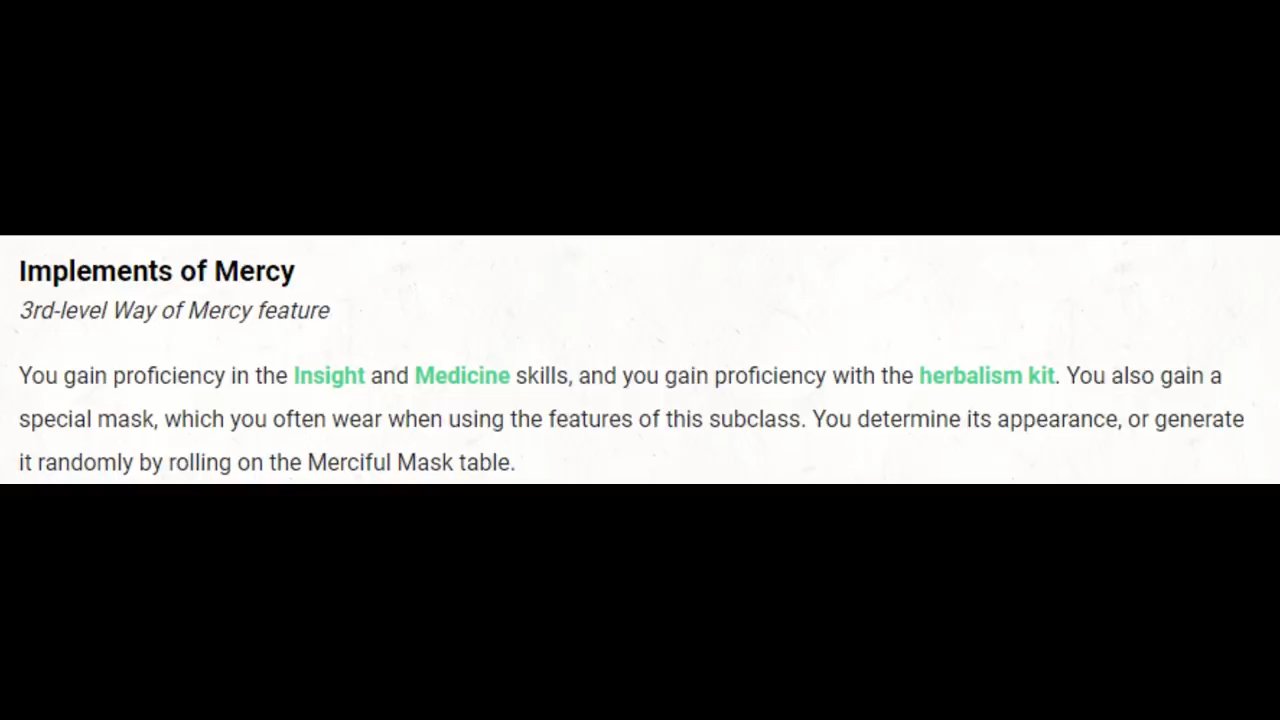 Implements of Mercy
3rd-level Way of Mercy feature
You gain proficiency in the Insight and Medicine skills, and you gain proficiency with the herbalism kit. You also gain a
special mask, which you often wear when using the features of this subclass. You determine its appearance, or generate
it randomly by rolling on the Merciful Mask table.